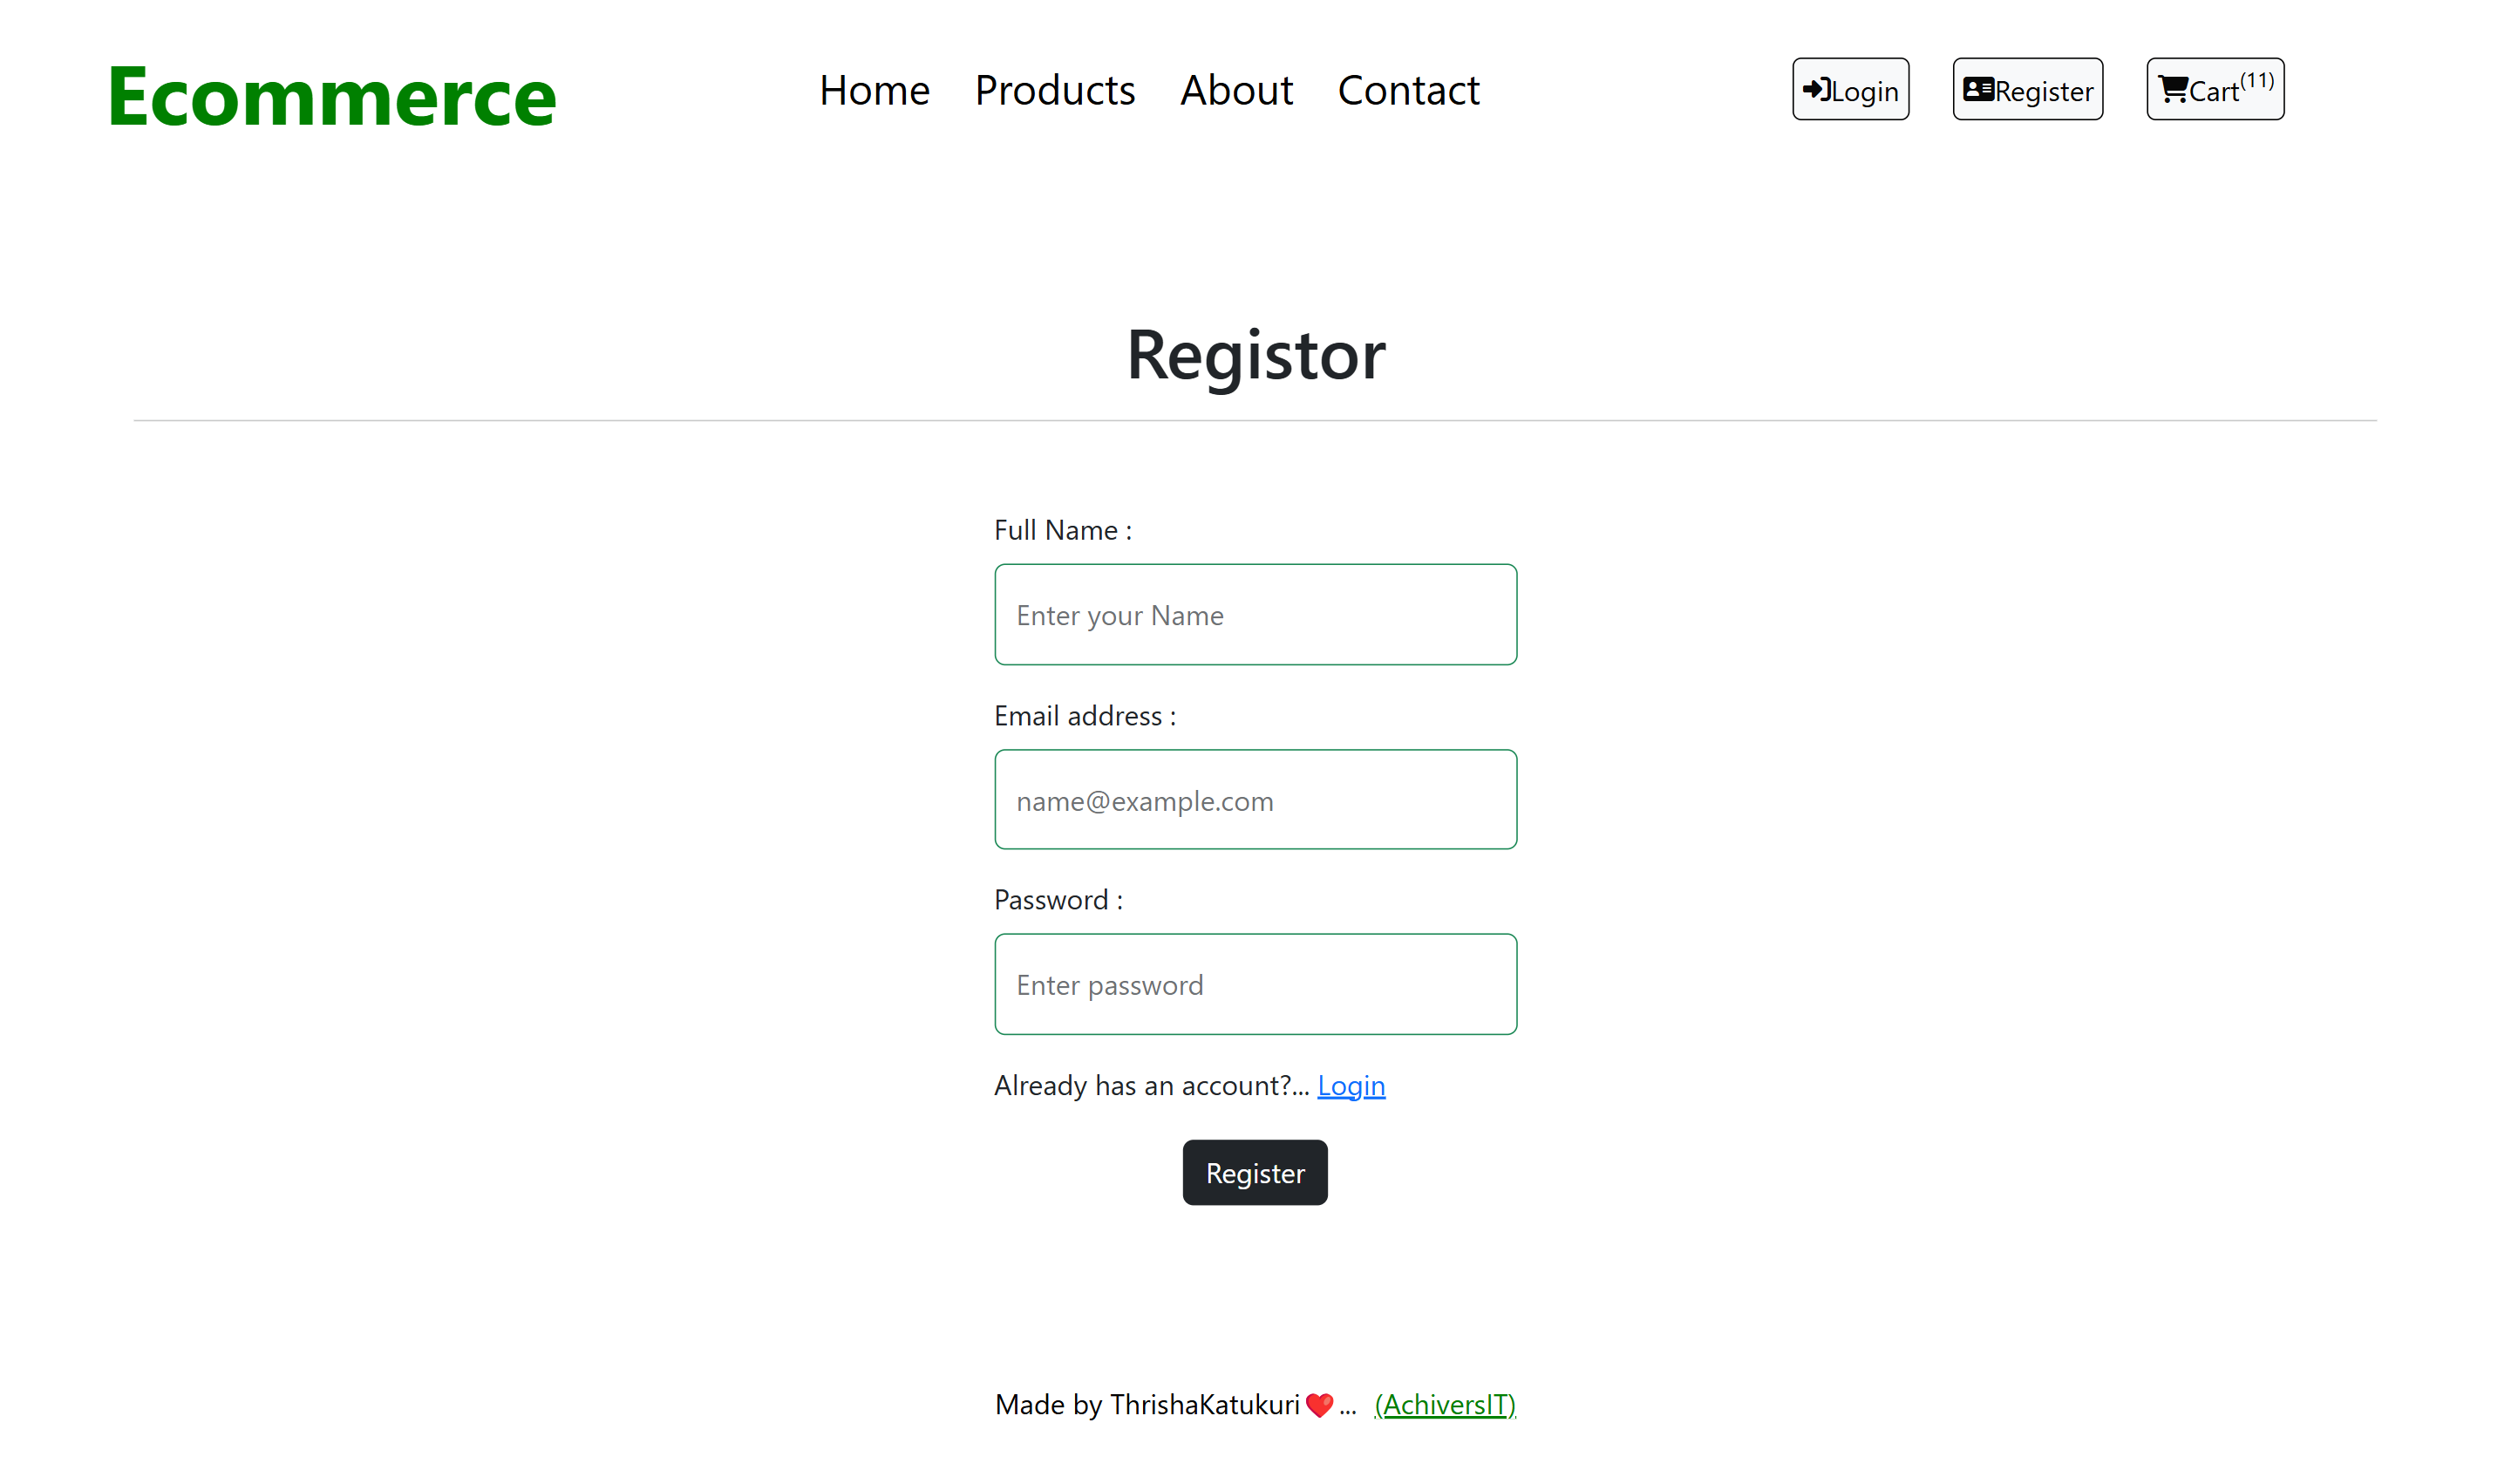 Ecommerce
Home Products About Contact
Login Register Cart(11)
Registor
Full Name :
Enter your Name
Email address :
name@example.com
Password :
Enter password
Already has an account?... Login
Register
Made by ThrishaKatukuri❤️... (AchiversIT)